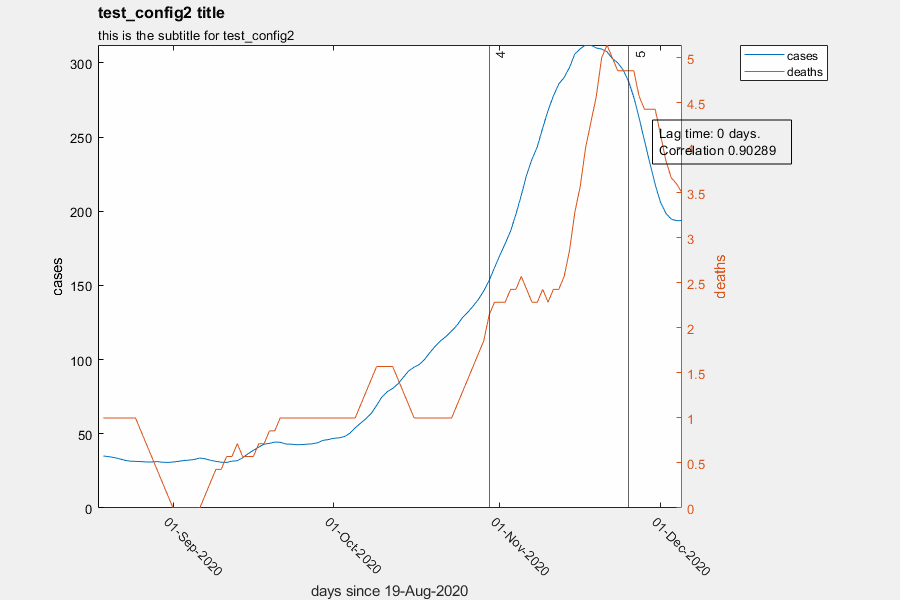 test_config2 title
this is the subtitle for test_config2
4
5
cases
deaths
Lag time: 0 days.
Correlation 0.90289
300
250
200
150
100
50
0
cases
5
4.5
4
3.5
3
2.5
2
1.5
1
0.5
0
deaths
01-Sep-2020
01-Oct-2020
01-Nov-2020
01-Dec-2020
days since 19-Aug-2020